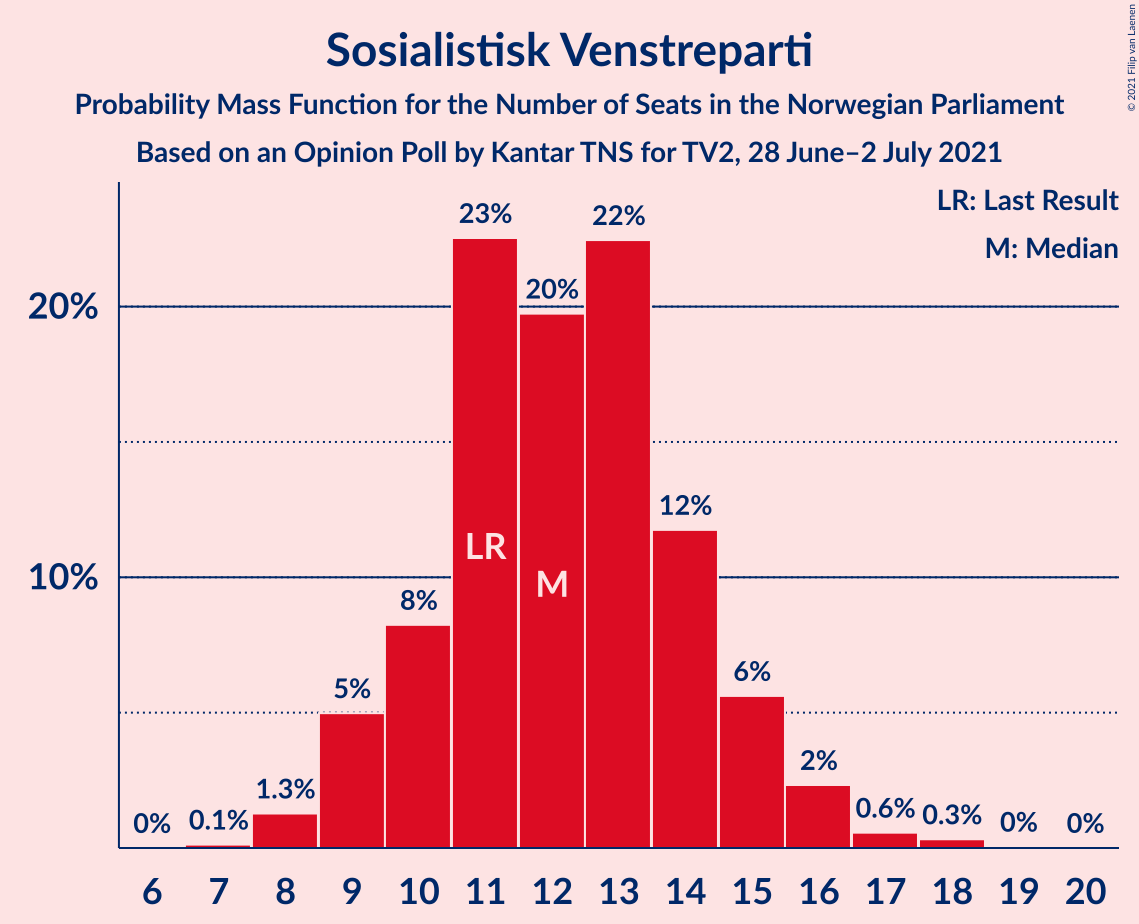 © 2021 Filip van Laenen
Sosialistisk Venstreparti
Probability Mass Function for the Number of Seats in the Norwegian Parliament
Based on an Opinion Poll by Kantar TNS for TV2, 28 June–2 July 2021
LR: Last Result
M: Median
20%
10%
0%
0.1%
1.3%
5%
8%
23%
20%
22%
12%
6%
2%
0.6%
0.3%
0%
0%
LR
M
6 7 8 9 10 11 12 13 14 15 16 17 18 19 20